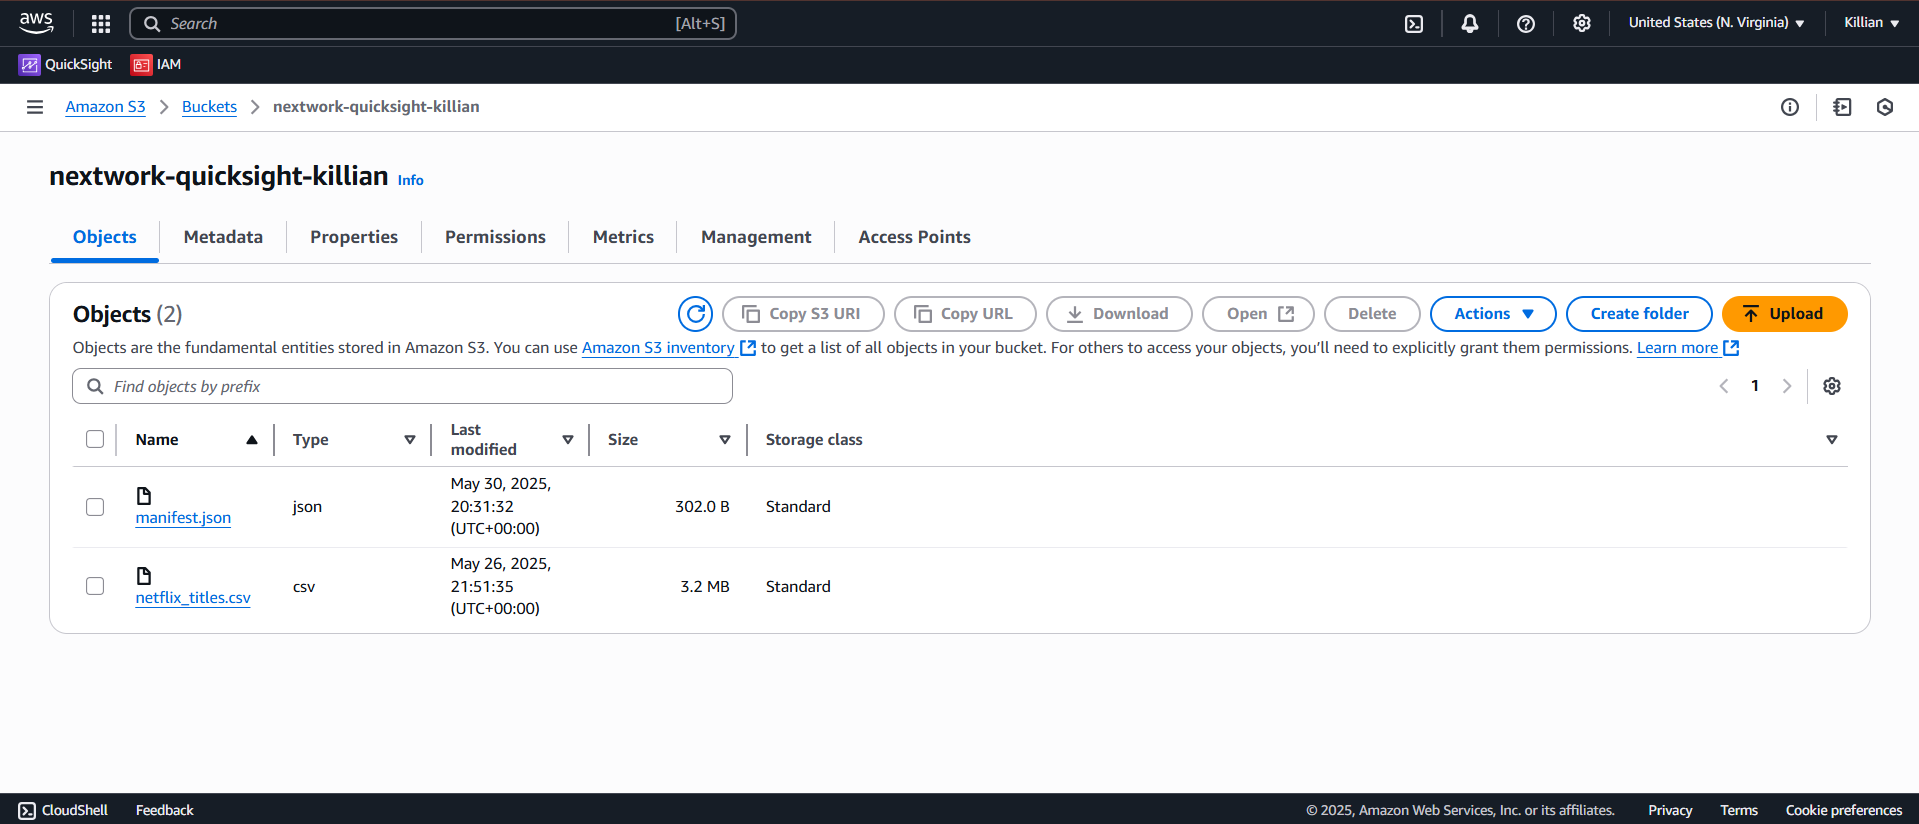 aws
Search [Alt+S]
United States (N. Virginia)
Killian
QuickSight
IAM
Amazon S3
Buckets
nextwork-quicksight-killian
nextwork-quicksight-killian Info
Objects
Metadata
Properties
Permissions
Metrics
Management
Access Points
Objects (2)
Copy S3 URI
Copy URL
Download
Open
Delete
Actions
Create folder
Upload
Objects are the fundamental entities stored in Amazon S3. You can use Amazon S3 inventory to get a list of all objects in your bucket. For others to access your objects, you’ll need to explicitly grant them permissions. Learn more
Find objects by prefix
1
Name
Type
Last
modified
Size
Storage class
manifest.json
json
May 30, 2025,
20:31:32
(UTC+00:00)
302.0 B
Standard
netflix_titles.csv
csv
May 26, 2025,
21:51:35
(UTC+00:00)
3.2 MB
Standard
CloudShell
Feedback
© 2025, Amazon Web Services, Inc. or its affiliates.
Privacy
Terms
Cookie preferences